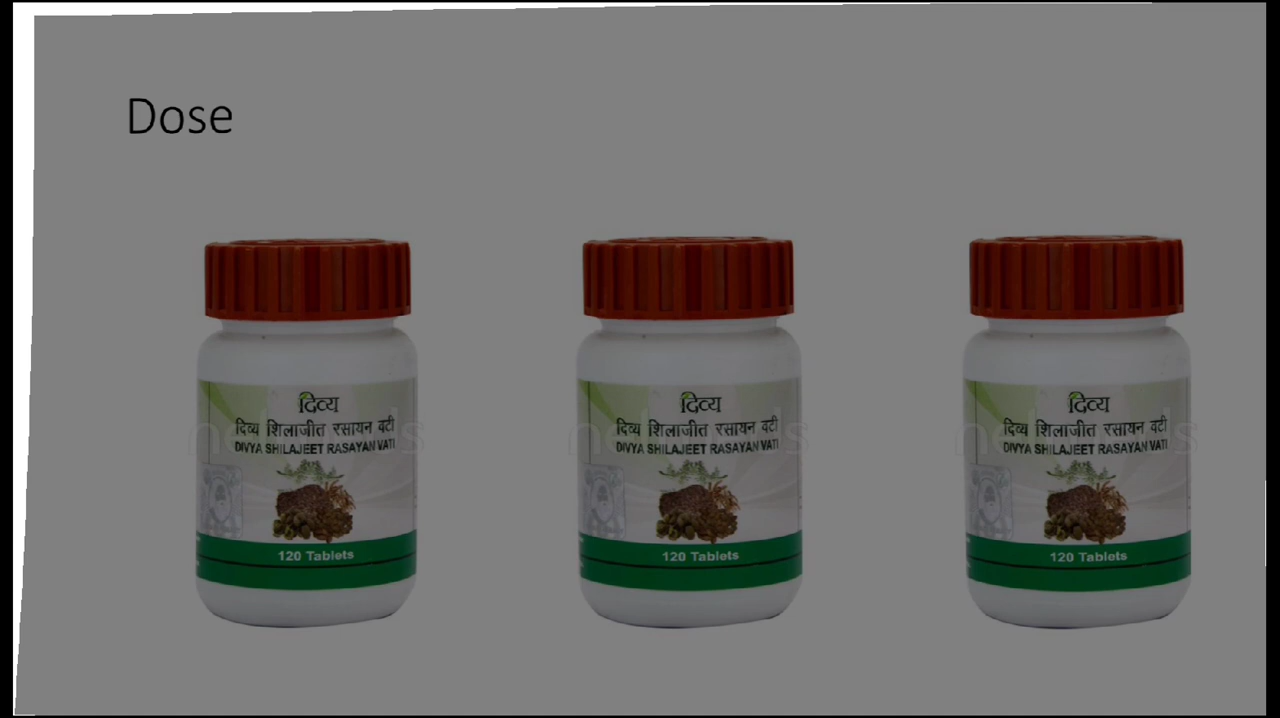 Dose
दिव्य
दिव्य शिलाजीत रसायन वटी
DIVYA SHILAJEET RASAYAN VATI
120 Tablets
दिव्य
दिव्य शिलाजीत रसायन वटी
DIVYA SHILAJEET RASAYAN VATI
120 Tablets
दिव्य
दिव्य शिलाजीत रसायन वटी
DIVYA SHILAJEET RASAYAN VATI
120 Tablets